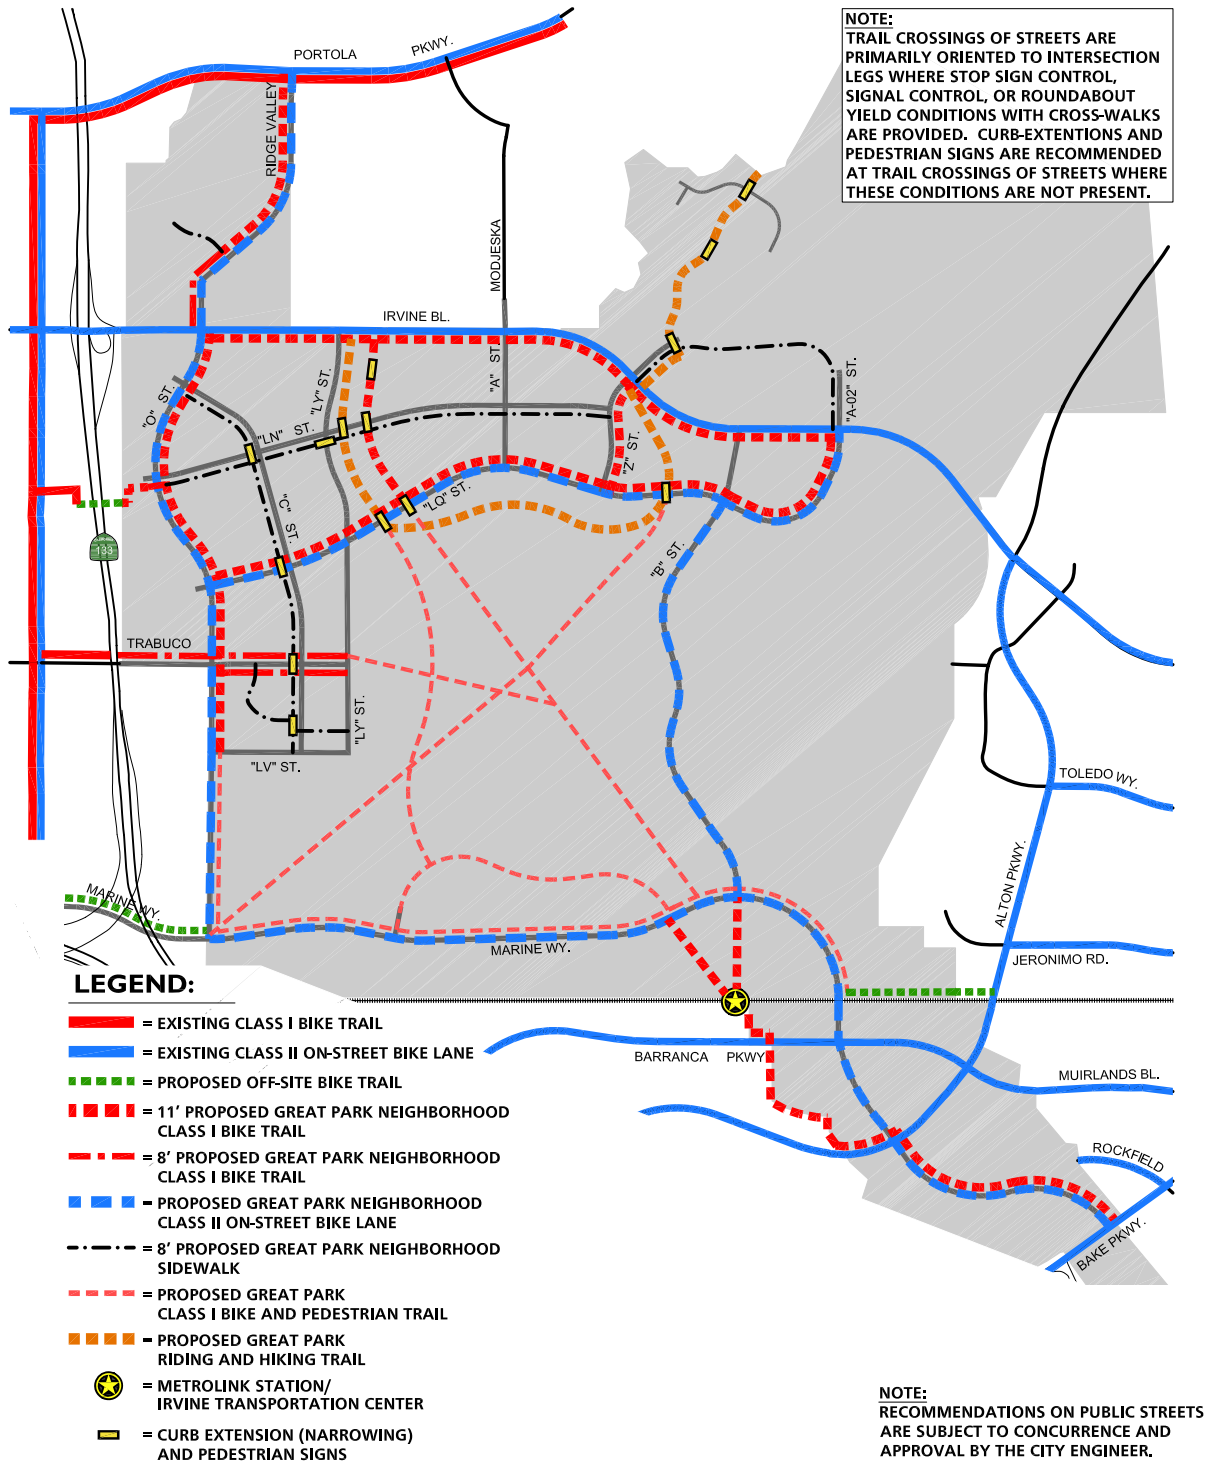 NOTE:
TRAIL CROSSINGS OF STREETS ARE
PRIMARILY ORIENTED TO INTERSECTION
LEGS WHERE STOP SIGN CONTROL,
SIGNAL CONTROL, OR ROUNDABOUT
YIELD CONDITIONS WITH CROSS-WALKS
ARE PROVIDED. CURB-EXTENTIONS AND
PEDESTRIAN SIGNS ARE RECOMMENDED
AT TRAIL CROSSINGS OF STREETS WHERE
THESE CONDITIONS ARE NOT PRESENT.
PORTOLA
PKWY.
RIDGE VALLEY
MODJESKA
IRVINE BL.
"A" ST.
"LY" ST.
"O" ST.
"LN" ST.
"A-02" ST.
"Z" ST.
"LQ" ST.
"C" ST.
133
"B" ST.
TRABUCO
"LY" ST.
"LV" ST.
TOLEDO WY.
ALTON PKWY.
MARINE WY.
MARINE WY.
JERONIMO RD.
BARRANCA PKWY
MUIRLANDS BL.
ROCKFIELD
BAKE PKWY.
LEGEND:
= EXISTING CLASS I BIKE TRAIL
= EXISTING CLASS II ON-STREET BIKE LANE
= PROPOSED OFF-SITE BIKE TRAIL
= 11' PROPOSED GREAT PARK NEIGHBORHOOD
CLASS I BIKE TRAIL
= 8' PROPOSED GREAT PARK NEIGHBORHOOD
CLASS I BIKE TRAIL
= PROPOSED GREAT PARK NEIGHBORHOOD
CLASS II ON-STREET BIKE LANE
= 8' PROPOSED GREAT PARK NEIGHBORHOOD
SIDEWALK
= PROPOSED GREAT PARK
CLASS I BIKE AND PEDESTRIAN TRAIL
= PROPOSED GREAT PARK
RIDING AND HIKING TRAIL
= METROLINK STATION/
IRVINE TRANSPORTATION CENTER
= CURB EXTENSION (NARROWING)
AND PEDESTRIAN SIGNS
NOTE:
RECOMMENDATIONS ON PUBLIC STREETS
ARE SUBJECT TO CONCURRENCE AND
APPROVAL BY THE CITY ENGINEER.